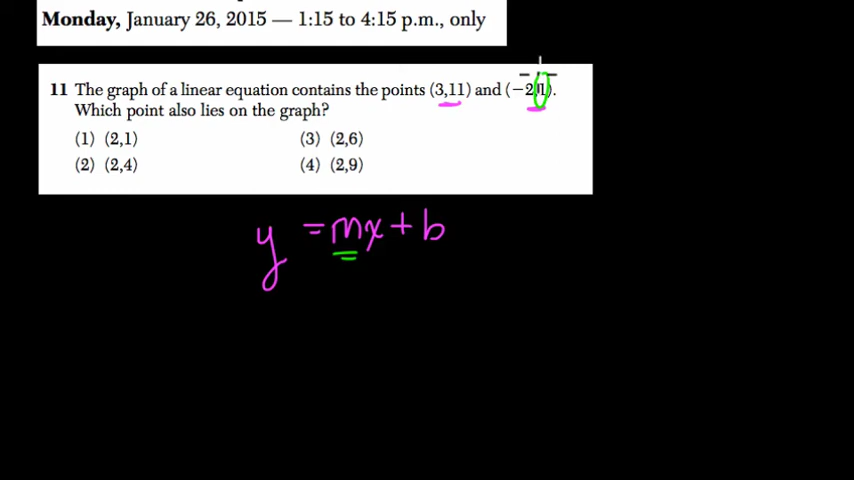 Monday, January 26, 2015 — 1:15 to 4:15 p.m., only
11 The graph of a linear equation contains the points (3,11) and (−2,1).
Which point also lies on the graph?
(1) (2,1) (3) (2,6)
(2) (2,4) (4) (2,9)
y = mx + b